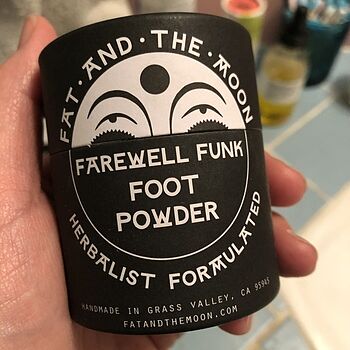 FAT·AND·THE·MOON
FAREWELL FUNK
FOOT
POWDER
HERBALIST FORMULATED
HANDMADE IN GRASS VALLEY, CA 95945
FATANDTHEMOON.COM